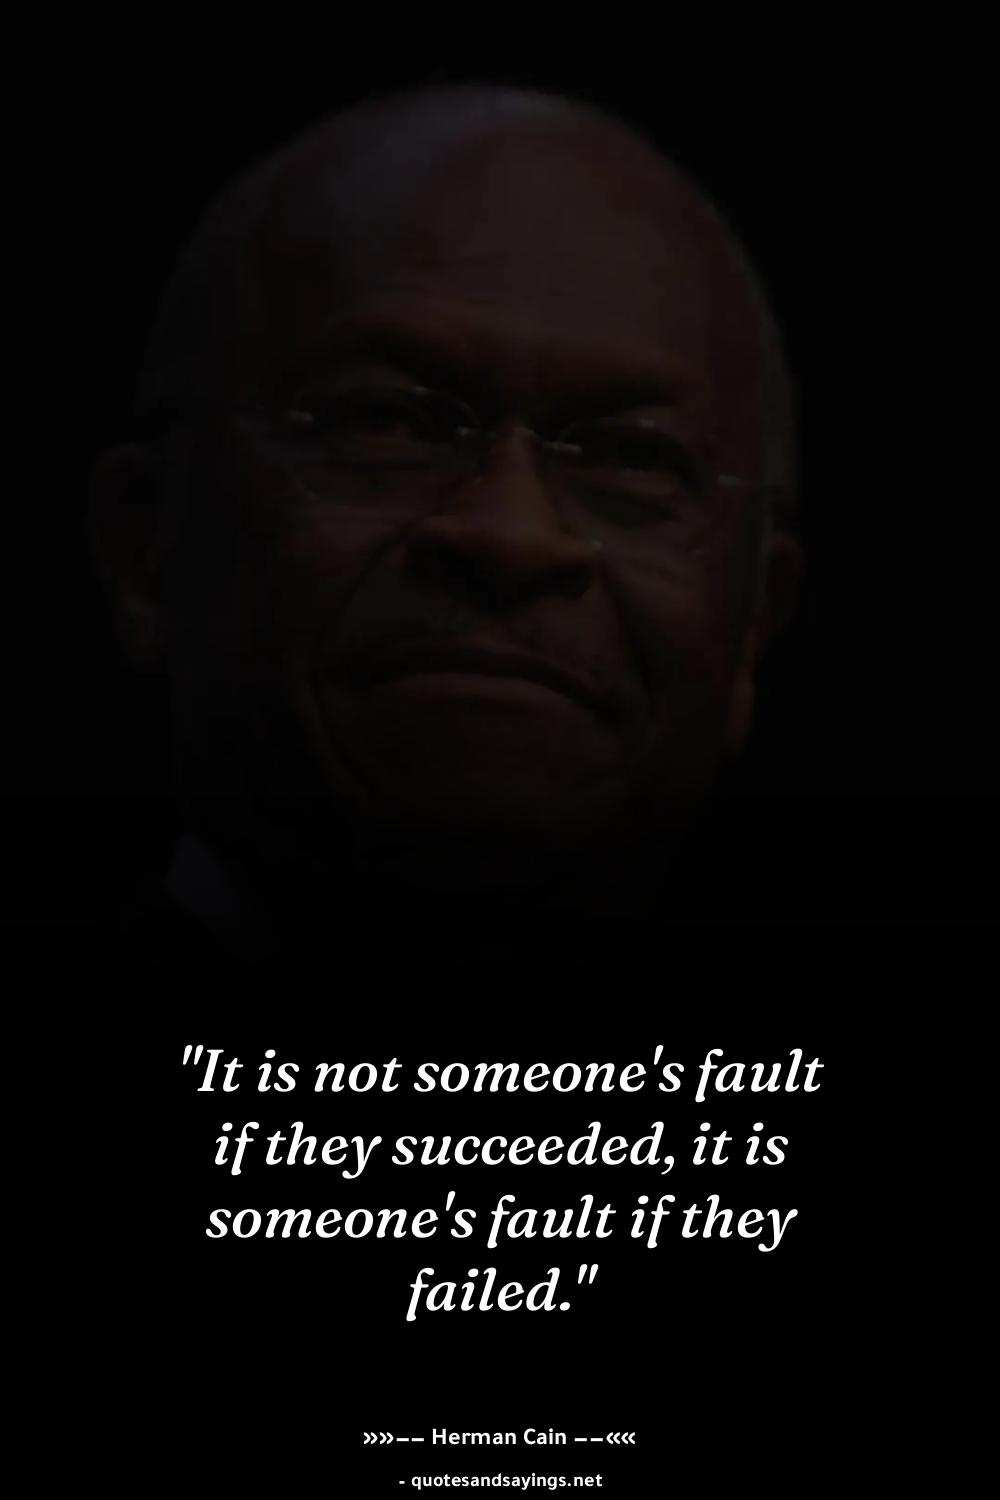 "It is not someone's fault
if they succeeded, it is
someone's fault if they
failed."
»»−− Herman Cain −−««
- quotesandsayings.net